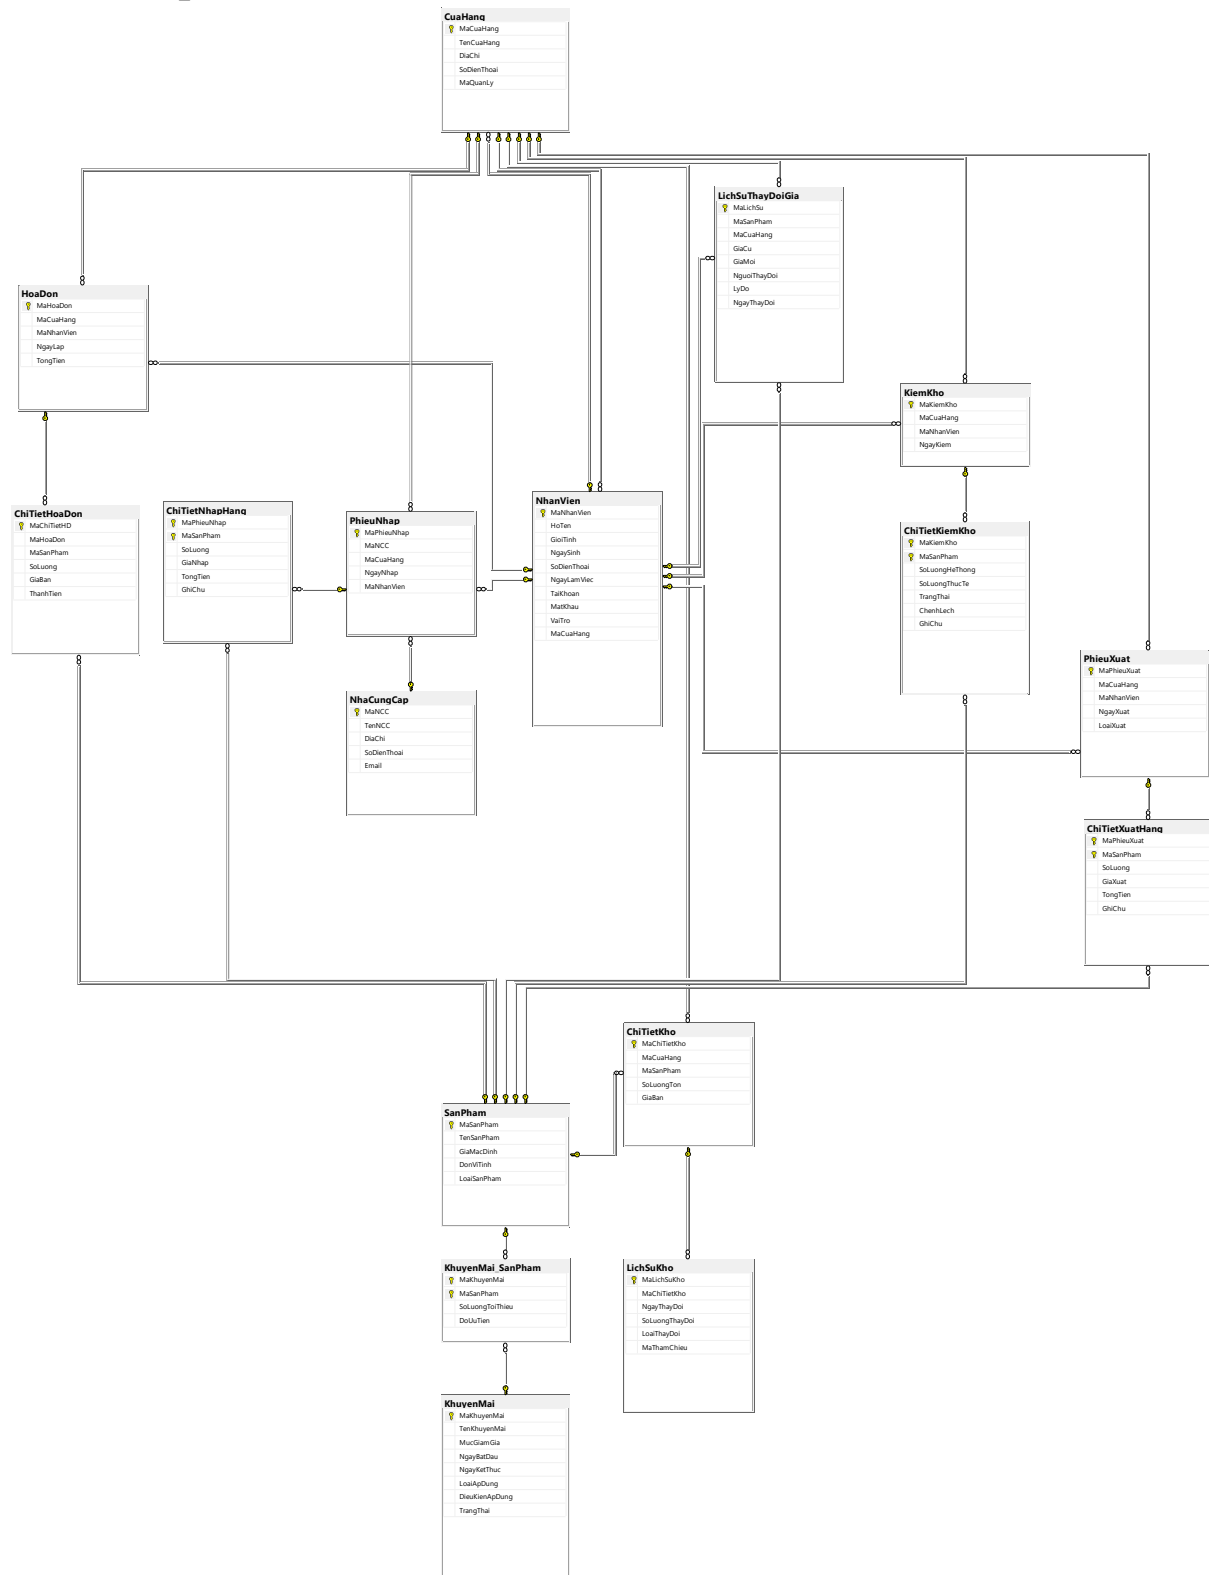 CuaHang
MaCuaHang
TenCuaHang
DiaChi
SoDienThoai
MaQuanLy
LichSuThayDoiGia
MaLichSu
MaSanPham
MaCuaHang
GiaCu
GiaMoi
NguoiThayDoi
LyDo
NgayThayDoi
HoaDon
MaHoaDon
MaCuaHang
MaNhanVien
NgayLap
TongTien
KiemKho
MaKiemKho
MaCuaHang
MaNhanVien
NgayKiem
ChiTietHoaDon
MaChiTietHD
MaHoaDon
MaSanPham
SoLuong
GiaBan
ThanhTien
ChiTietNhapHang
MaPhieuNhap
MaSanPham
SoLuong
GiaNhap
TongTien
GhiChu
PhieuNhap
MaPhieuNhap
MaNCC
MaCuaHang
NgayNhap
MaNhanVien
NhanVien
MaNhanVien
HoTen
GioiTinh
NgaySinh
SoDienThoai
NgayLamViec
TaiKhoan
MatKhau
VaiTro
MaCuaHang
ChiTietKiemKho
MaKiemKho
MaSanPham
SoLuongHeThong
SoLuongThucTe
TrangThai
ChenhLech
GhiChu
PhieuXuat
MaPhieuXuat
MaCuaHang
MaNhanVien
NgayXuat
LoaiXuat
NhaCungCap
MaNCC
TenNCC
DiaChi
SoDienThoai
Email
ChiTietXuatHang
MaPhieuXuat
MaSanPham
SoLuong
GiaXuat
TongTien
GhiChu
ChiTietKho
MaChiTietKho
MaCuaHang
MaSanPham
SoLuongTon
GiaBan
SanPham
MaSanPham
TenSanPham
GiaMacDinh
DonViTinh
LoaiSanPham
KhuyenMai_SanPham
MaKhuyenMai
MaSanPham
SoLuongToiThieu
DoUuTien
LichSuKho
MaLichSuKho
MaChiTietKho
NgayThayDoi
SoLuongThayDoi
LoaiThayDoi
MaThamChieu
KhuyenMai
MaKhuyenMai
TenKhuyenMai
MucGiamGia
NgayBatDau
NgayKetThuc
LoaiApDung
DieuKienApDung
TrangThai